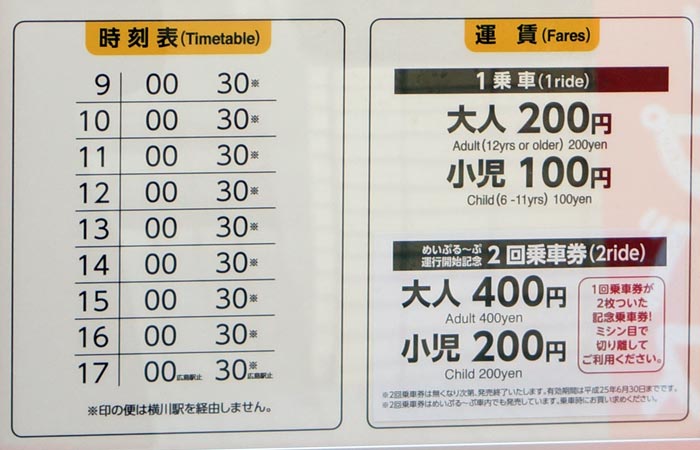 時刻表(Timetable)
9 00 30※
10 00 30※
11 00 30※
12 00 30※
13 00 30※
14 00 30※
15 00 30※
16 00 30※
17 00広島駅止 30※広島駅止
※印の便は横川駅を経由しません。
運賃(Fares)
1乗車(1ride)
大人200円
Adult(12yrs or older) 200yen
小児100円
Child(6 -11yrs) 100yen
めいぷる〜ぷ
運行開始記念 2回乗車券(2ride)
大人400円
Adult 400yen
小児200円
Child 200yen
1回乗車券が
2枚ついた
記念乗車券!
ミシン目で
切り離して
ご利用ください。
※2回乗車券は無くなり次第、発売終了いたします。有効期間は平成25年6月30日までです。
※2回乗車券はめいぷる〜ぷ車内でも発売しています。乗車時にお買い求めください。